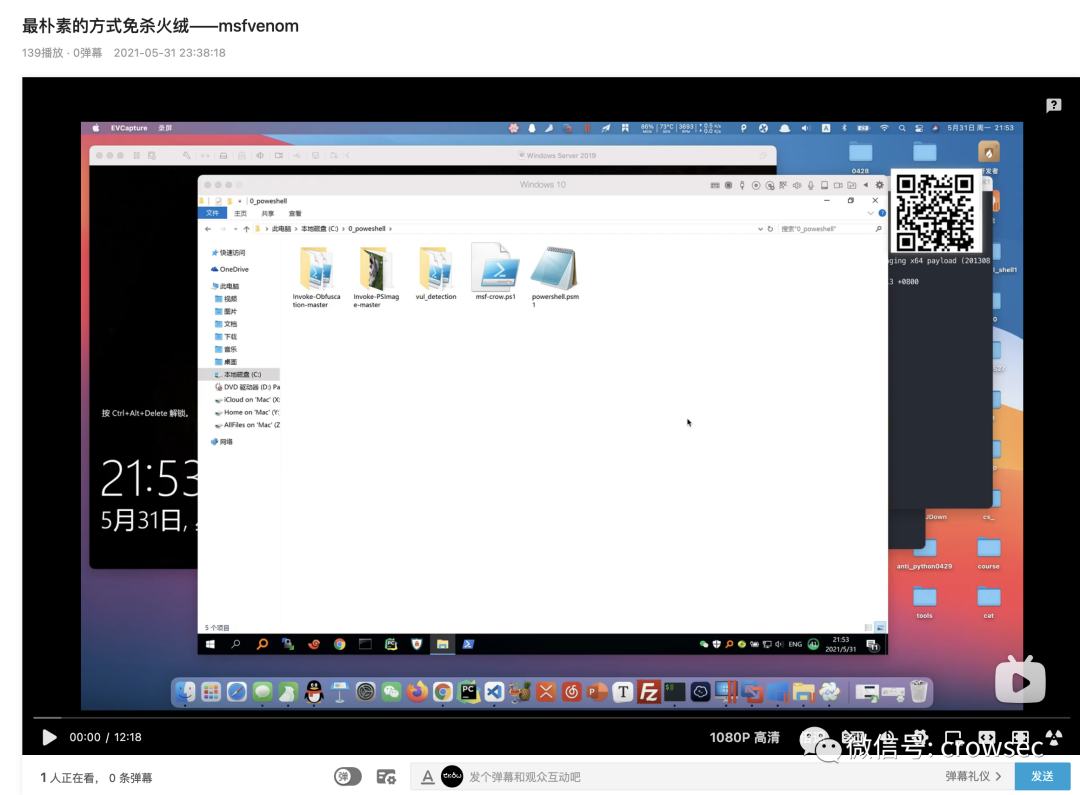 最朴素的方式免杀火绒——msfvenom
139播放 · 0弹幕 2021-05-31 23:38:18
EVCapture 录屏
86% 73°C 3693
5月31日 周一 21:53
Windows Server 2019
0428
Windows 10
0_poweshell
文件 主页 共享 查看
此电脑 › 本地磁盘 (C:) › 0_poweshell ›
搜索"0_poweshell"
快速访问
OneDrive
此电脑
视频
图片
文档
下载
音乐
桌面
本地磁盘 (C:)
DVD 驱动器 (D:) Pa
iCloud on 'Mac' (X:
Home on 'Mac' (Y:
AllFiles on 'Mac' (Z
网络
Invoke-Obfuscation-master
Invoke-PSImage-master
vul_detection
msf-crow.ps1
powershell.psm1
ging x64 payload (201308
3 +0800
l_shell1
按 Ctrl+Alt+Delete 解锁。
21:53
5月31日,
JDown
cs_
anti_python0429
course
tools
cat
5 个项目
ENG
21:53
2021/5/31
00:00 / 12:18
1080P 高清
微信号: crowsec
1 人正在看， 0 条弹幕
弹
发个弹幕和观众互动吧
弹幕礼仪 ›
发送